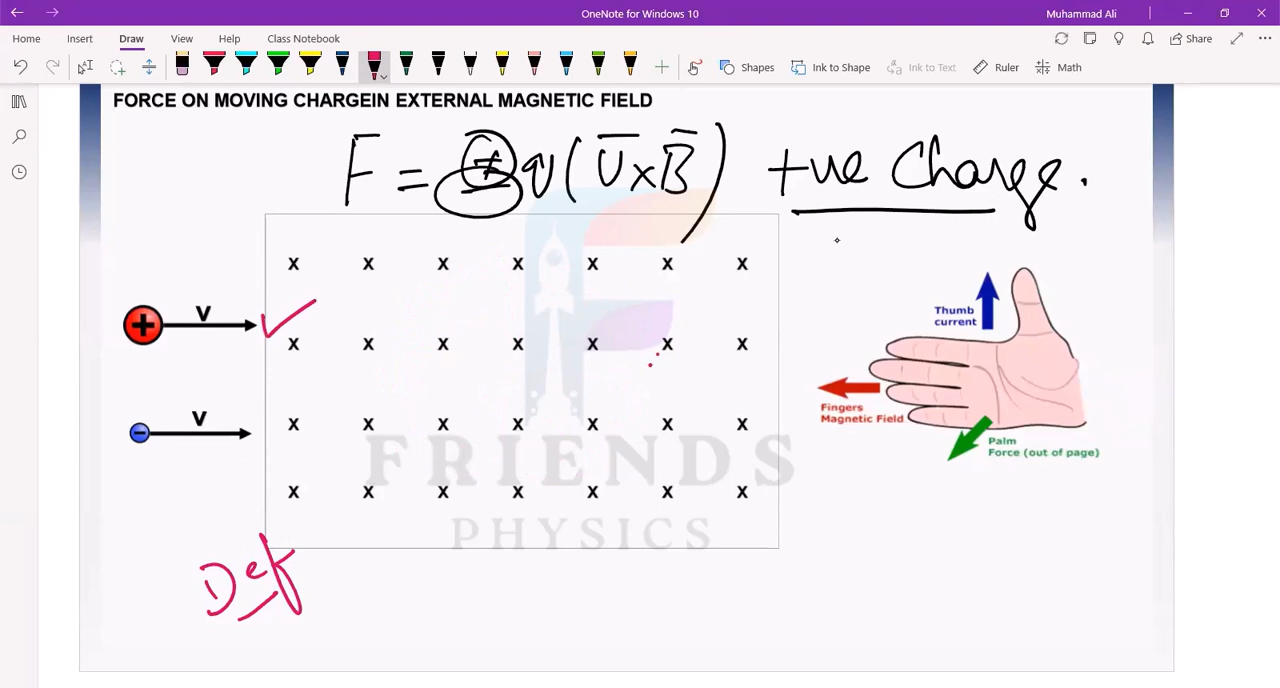 OneNote for Windows 10
Muhammad Ali
Home Insert Draw View Help Class Notebook
Share
Shapes Ink to Shape Ink to Text Ruler Math
FORCE ON MOVING CHARGEIN EXTERNAL MAGNETIC FIELD
F = ± q ( V x B ) +ve Charge.
X X X X X X X
+ V
X X X X X X X
- V
X X X X X X X
X X X X X X X
Thumb
current
Fingers
Magnetic Field
Palm
Force (out of page)
FRIENDS
PHYSICS
Def